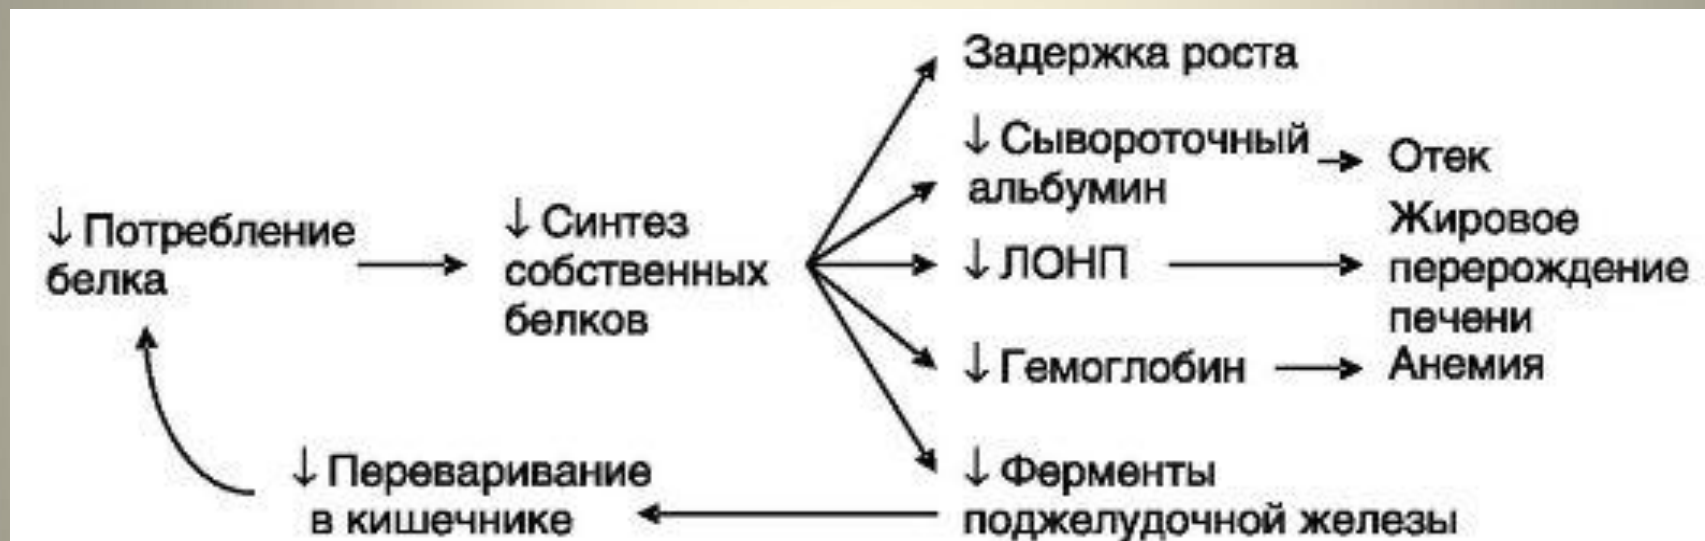 ↓ Потребление
белка
↓ Синтез
собственных
белков
Задержка роста
↓ Сывороточный
альбумин
Отек
↓ ЛОНП
Жировое
перерождение
печени
↓ Гемоглобин
Анемия
↓ Ферменты
поджелудочной железы
↓ Переваривание
в кишечнике